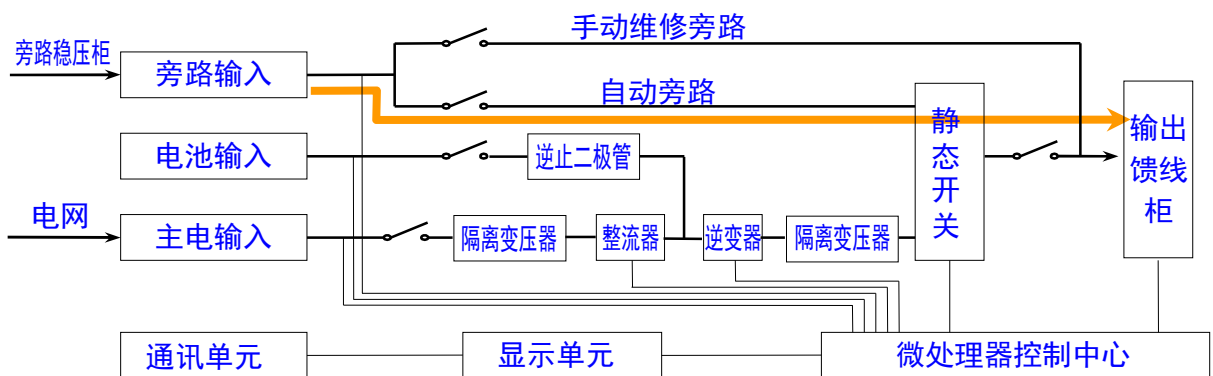 手动维修旁路
旁路稳压柜
旁路输入
自动旁路
静态开关
输出馈线柜
电池输入
逆止二极管
电网
主电输入
隔离变压器
整流器
逆变器
隔离变压器
通讯单元
显示单元
微处理器控制中心